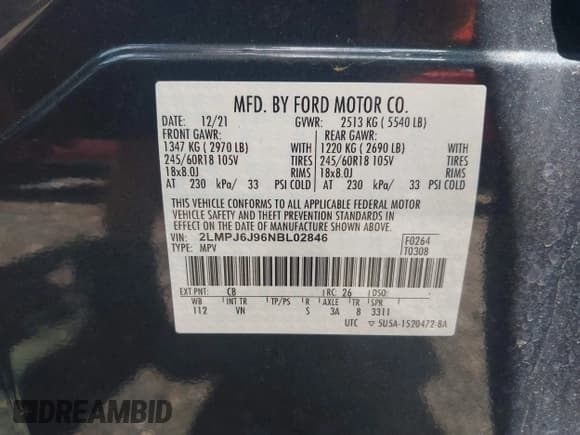 MFD. BY FORD MOTOR CO.
DATE: 12/21 GVWR: 2513 KG ( 5540 LB)
FRONT GAWR: REAR GAWR:
1347 KG ( 2970 LB) WITH 1220 KG ( 2690 LB) WITH
245/60R18 105V TIRES 245/60R18 105V TIRES
18x8.0J RIMS 18x8.0J RIMS
AT 230 kPa/ 33 PSI COLD AT 230 kPa/ 33 PSI COLD
THIS VEHICLE CONFORMS TO ALL APPLICABLE FEDERAL MOTOR
VEHICLE SAFETY AND BUMPER AND THEFT PREVENTION STANDARDS IN
EFFECT ON THE DATE OF MANUFACTURE SHOWN ABOVE.
VIN: 2LMPJ6J96NBL02846 F0264
TYPE: MPV T0308
EXT PNT: C8 RC: 26 DSO:
WB INT TR TP/PS R AXLE TR SPR
112 VN S 3A 8 3311
UTC ▽ 5U5A-1520472-BA
DREAMBID